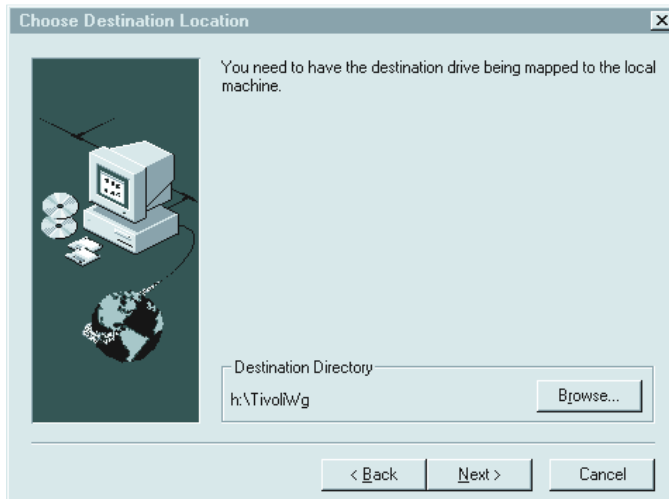 Choose Destination Location
You need to have the destination drive being mapped to the local
machine.
Destination Directory
h:\TivoliWg
Browse...
< Back
Next >
Cancel